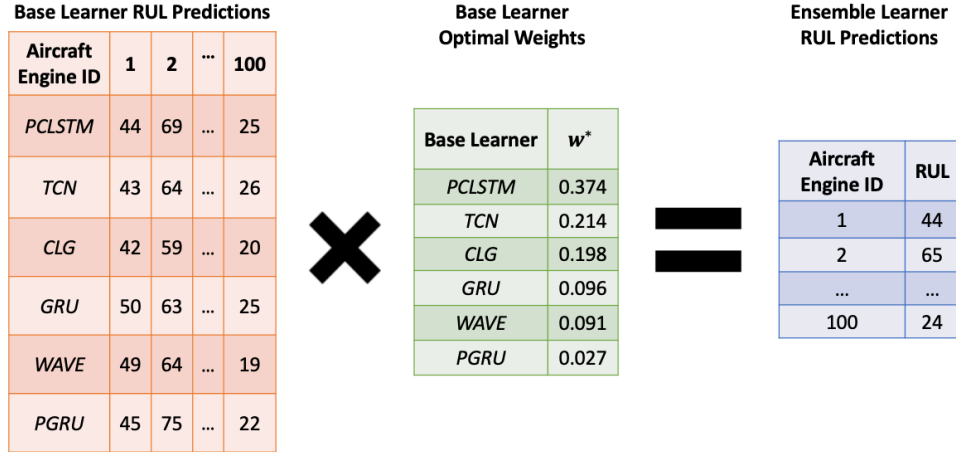 Base Learner RUL Predictions
Aircraft Engine ID 1 2 ... 100
PCLSTM 44 69 ... 25
TCN 43 64 ... 26
CLG 42 59 ... 20
GRU 50 63 ... 25
WAVE 49 64 ... 19
PGRU 45 75 ... 22
Base Learner
Optimal Weights
Base Learner w*
PCLSTM 0.374
TCN 0.214
CLG 0.198
GRU 0.096
WAVE 0.091
PGRU 0.027
Ensemble Learner
RUL Predictions
Aircraft Engine ID RUL
1 44
2 65
... ...
100 24